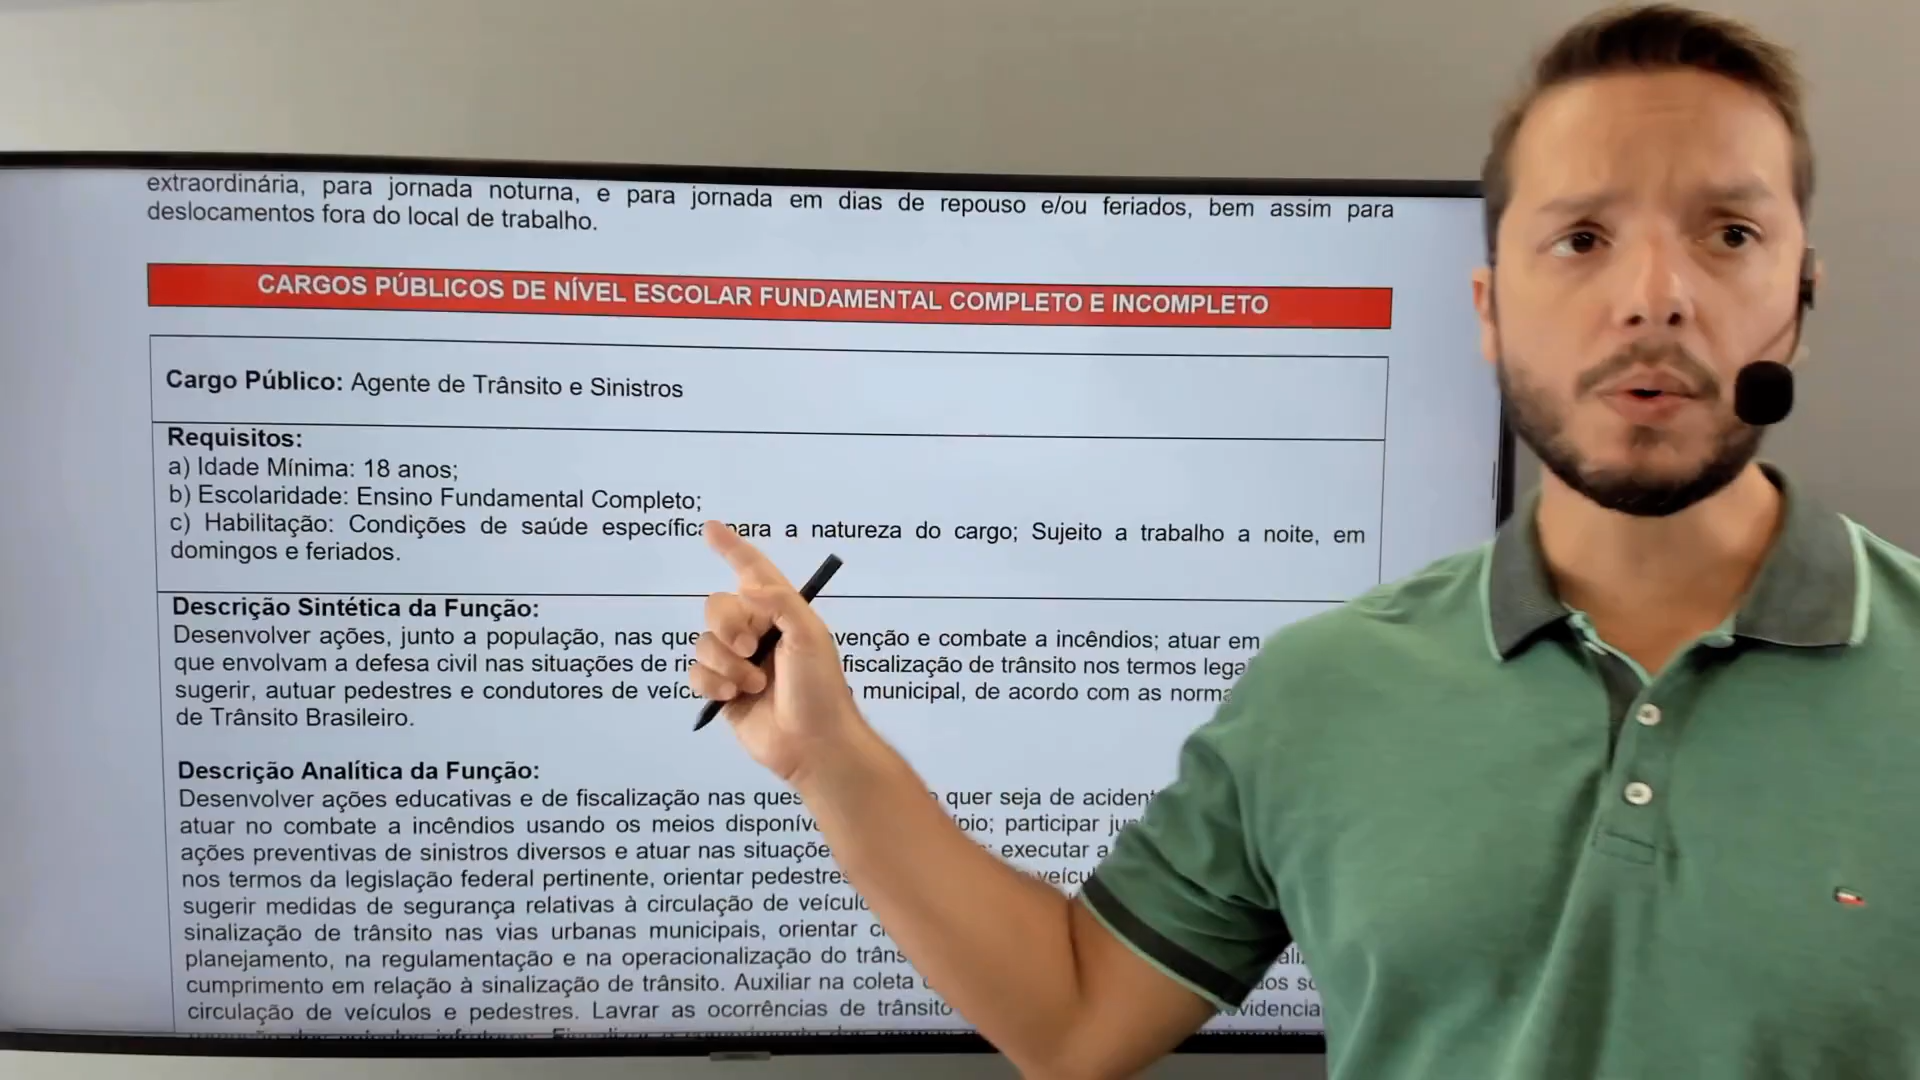 extraordinária, para jornada noturna, e para jornada em dias de repouso e/ou feriados, bem assim para
deslocamentos fora do local de trabalho.
CARGOS PÚBLICOS DE NÍVEL ESCOLAR FUNDAMENTAL COMPLETO E INCOMPLETO
Cargo Público: Agente de Trânsito e Sinistros
Requisitos:
a) Idade Mínima: 18 anos;
b) Escolaridade: Ensino Fundamental Completo;
c) Habilitação: Condições de saúde específica para a natureza do cargo; Sujeito a trabalho a noite, em
domingos e feriados.
Descrição Sintética da Função:
Desenvolver ações, junto a população, nas que venção e combate a incêndios; atuar em
que envolvam a defesa civil nas situações de ris fiscalização de trânsito nos termos lega
sugerir, autuar pedestres e condutores de veícu municipal, de acordo com as norma
de Trânsito Brasileiro.
Descrição Analítica da Função:
Desenvolver ações educativas e de fiscalização nas ques quer seja de aciden
atuar no combate a incêndios usando os meios disponív ípio; participar ju
ações preventivas de sinistros diversos e atuar nas situaçõe executar a
nos termos da legislação federal pertinente, orientar pedestres veícu
sugerir medidas de segurança relativas à circulação de veículo
sinalização de trânsito nas vias urbanas municipais, orientar c
planejamento, na regulamentação e na operacionalização do trâns
cumprimento em relação à sinalização de trânsito. Auxiliar na coleta
circulação de veículos e pedestres. Lavrar as ocorrências de trânsito videncia